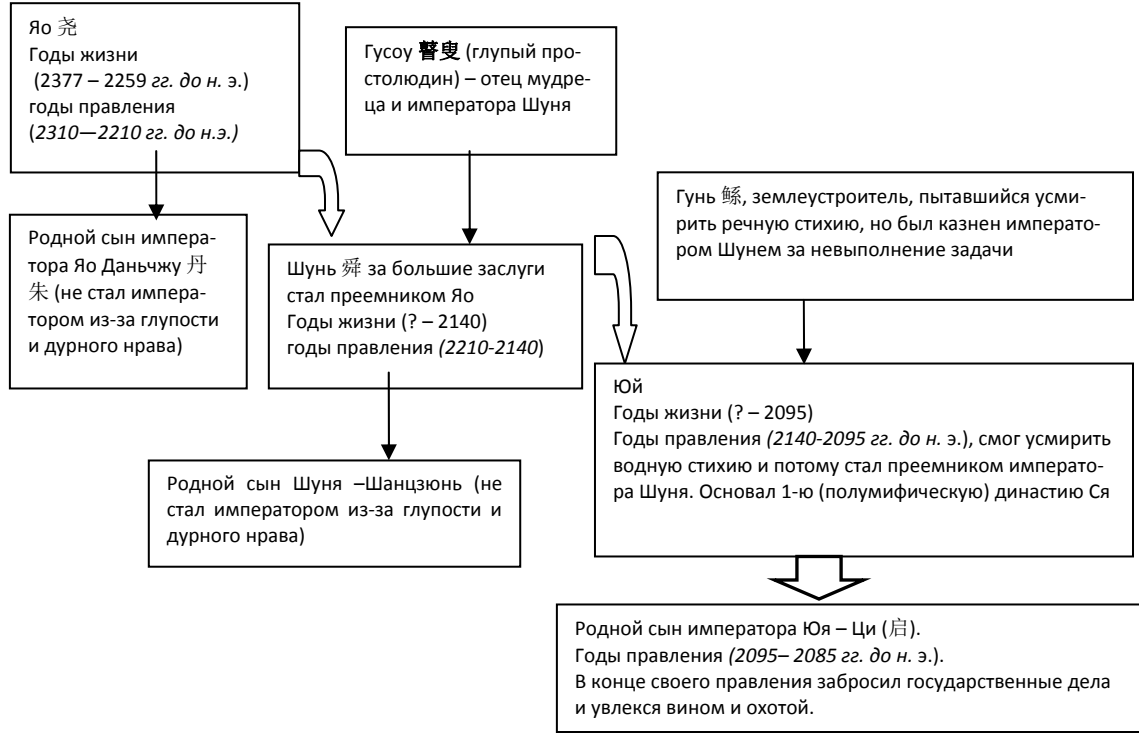 Яо 尧
Годы жизни
(2377 – 2259 гг. до н. э.)
годы правления
(2310—2210 гг. до н.э.)
Гусоу 瞽叟 (глупый про-
столюдин) – отец мудре-
ца и императора Шуня
Гунь 鲧, землеустроитель, пытавшийся усми-
рить речную стихию, но был казнен императо-
ром Шунем за невыполнение задачи
Родной сын импера-
тора Яо Даньчжу 丹
朱 (не стал импера-
тором из-за глупости
и дурного нрава)
Шунь 舜 за большие заслуги
стал преемником Яо
Годы жизни (? – 2140)
годы правления (2210-2140)
Юй
Годы жизни (? – 2095)
Годы правления (2140-2095 гг. до н. э.), смог усмирить
водную стихию и потому стал преемником императо-
ра Шуня. Основал 1-ю (полумифическую) династию Ся
Родной сын Шуня –Шанцзюнь (не
стал императором из-за глупости и
дурного нрава)
Родной сын императора Юя – Ци (启).
Годы правления (2095– 2085 гг. до н. э.).
В конце своего правления забросил государственные дела
и увлекся вином и охотой.